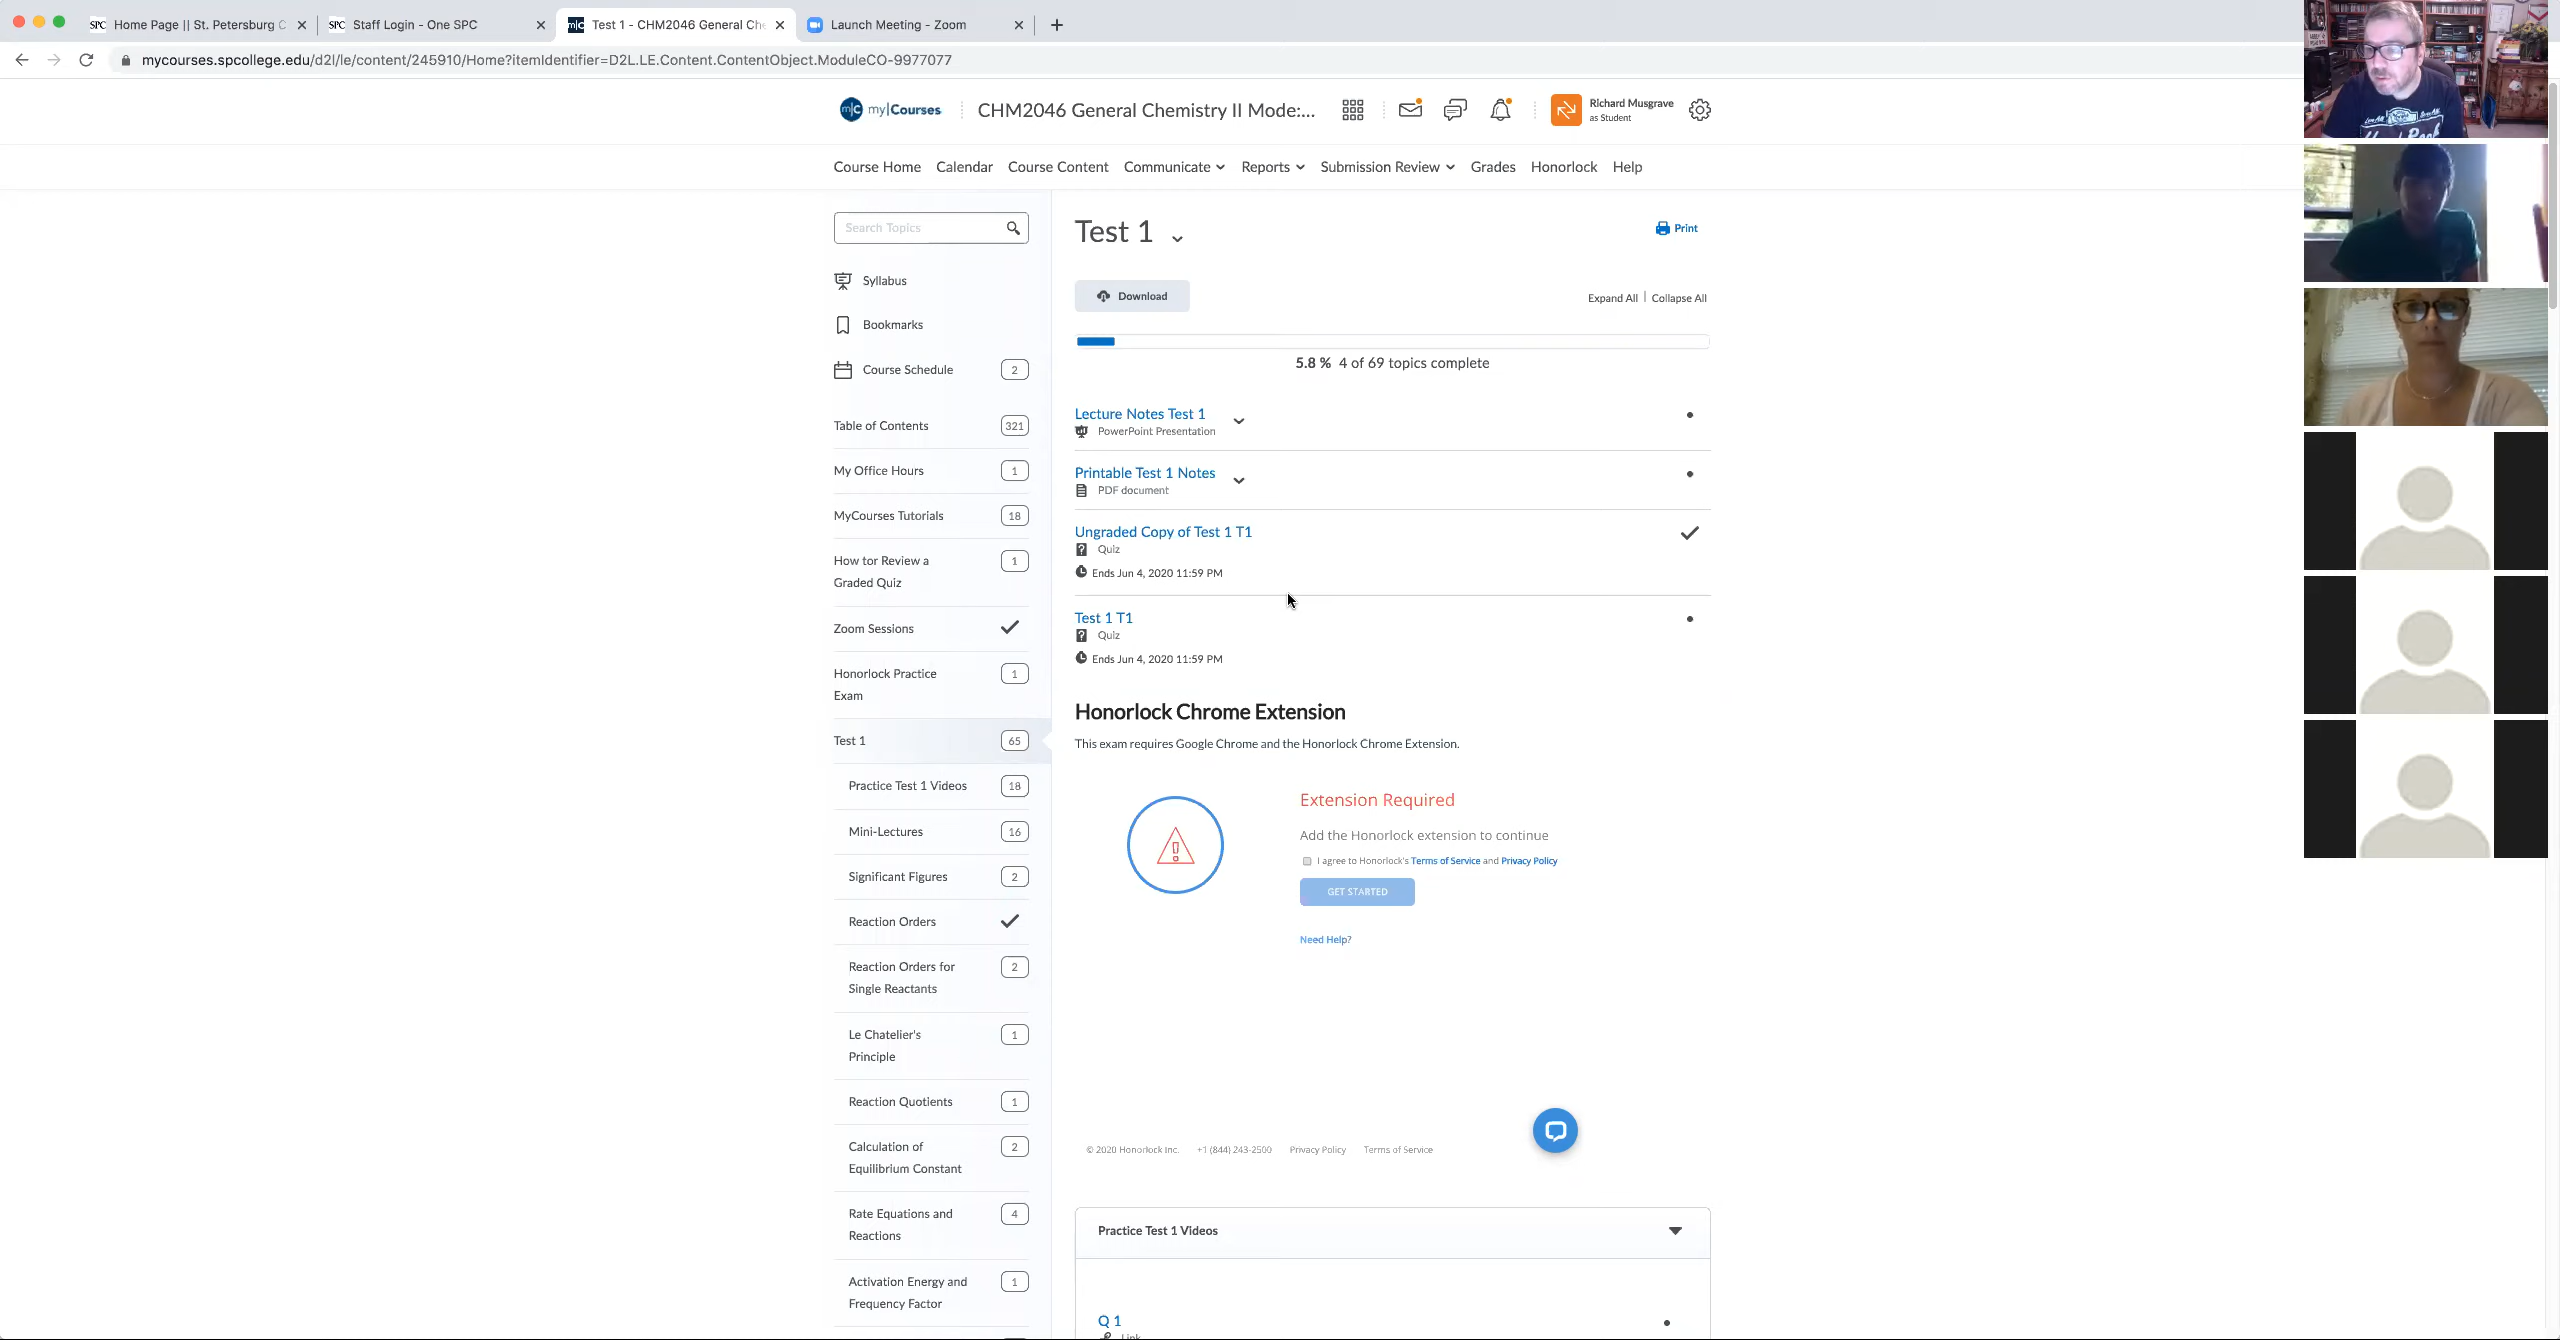 Home Page || St. Petersburg C
Staff Login - One SPC
Test 1 - CHM2046 General Che
Launch Meeting - Zoom
mycourses.spcollege.edu/d2l/le/content/245910/Home?itemIdentifier=D2L.LE.Content.ContentObject.ModuleCO-9977077
my|Courses
CHM2046 General Chemistry II Mode:...
Richard Musgrave
as Student
Course Home
Calendar
Course Content
Communicate
Reports
Submission Review
Grades
Honorlock
Help
Search Topics
Syllabus
Bookmarks
Course Schedule 2
Table of Contents 321
My Office Hours 1
MyCourses Tutorials 18
How tor Review a 1
Graded Quiz
Zoom Sessions
Honorlock Practice 1
Exam
Test 1 65
Practice Test 1 Videos 18
Mini-Lectures 16
Significant Figures 2
Reaction Orders
Reaction Orders for 2
Single Reactants
Le Chatelier's 1
Principle
Reaction Quotients 1
Calculation of 2
Equilibrium Constant
Rate Equations and 4
Reactions
Activation Energy and 1
Frequency Factor
Test 1
Print
Download
Expand All | Collapse All
5.8 % 4 of 69 topics complete
Lecture Notes Test 1
PowerPoint Presentation
Printable Test 1 Notes
PDF document
Ungraded Copy of Test 1 T1
Quiz
Ends Jun 4, 2020 11:59 PM
Test 1 T1
Quiz
Ends Jun 4, 2020 11:59 PM
Honorlock Chrome Extension
This exam requires Google Chrome and the Honorlock Chrome Extension.
Extension Required
Add the Honorlock extension to continue
I agree to Honorlock's Terms of Service and Privacy Policy
GET STARTED
Need Help?
© 2020 Honorlock Inc.
+1 (844) 243-2500
Privacy Policy
Terms of Service
Practice Test 1 Videos
Q 1
Link